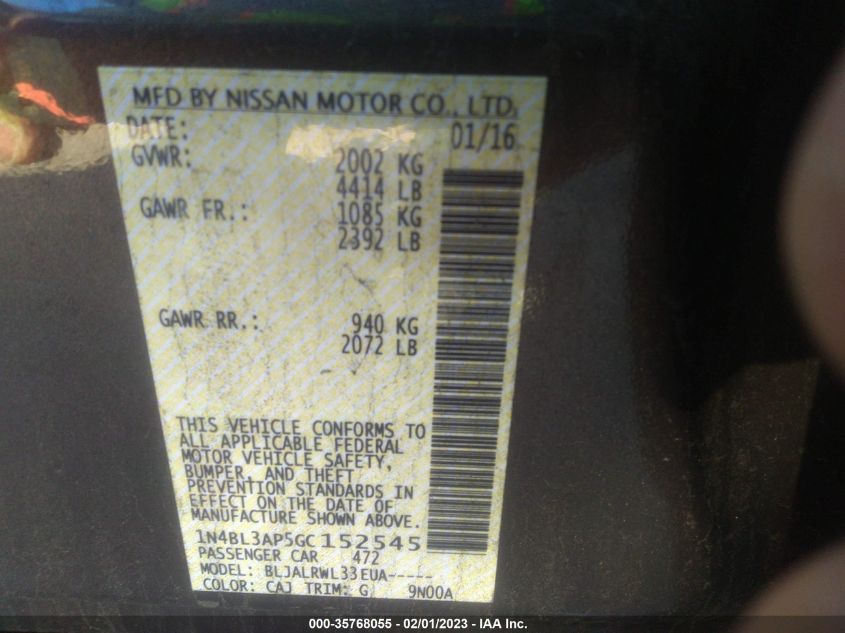 MFD BY NISSAN MOTOR CO., LTD.
DATE: 01/16
GVWR: 2002 KG
4414 LB
GAWR FR.: 1085 KG
2392 LB
GAWR RR.: 940 KG
2072 LB
THIS VEHICLE CONFORMS TO
ALL APPLICABLE FEDERAL
MOTOR VEHICLE SAFETY,
BUMPER, AND THEFT
PREVENTION STANDARDS IN
EFFECT ON THE DATE OF
MANUFACTURE SHOWN ABOVE.
1N4BL3AP5GC152545
PASSENGER CAR 472
MODEL: BLJALRWL33EUA-----
COLOR: CAJ TRIM: G 9N00A
000-35768055 - 02/01/2023 - IAA Inc.